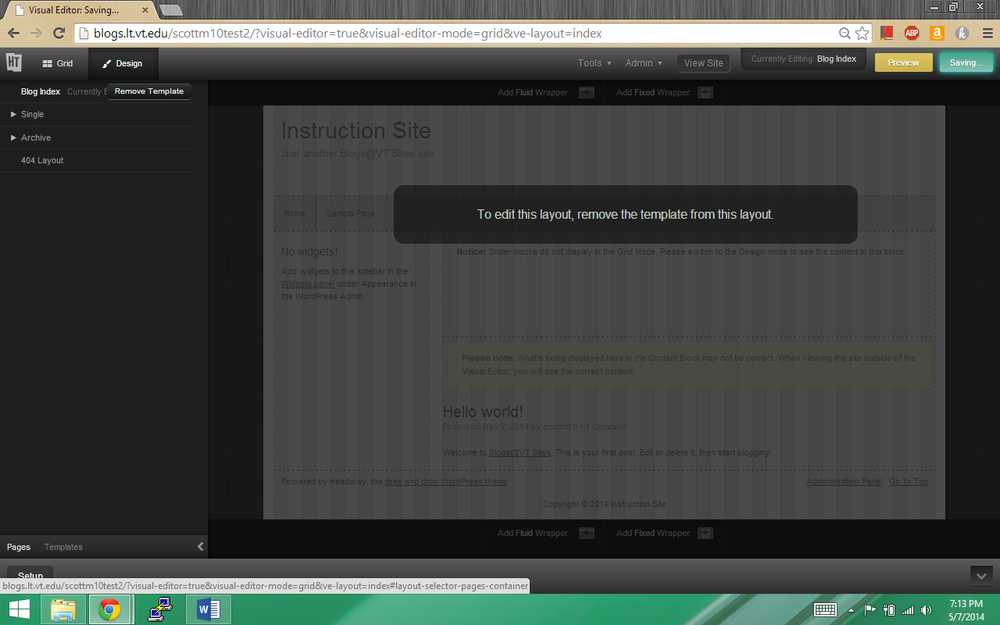 Visual Editor: Saving...
blogs.lt.vt.edu/scottm10test2/?visual-editor=true&visual-editor-mode=grid&ve-layout=index
ABP
a
h
HT
Grid
Design
Tools
Admin
View Site
Currently Editing: Blog Index
Preview
Saving...
Blog Index Currently E
Remove Template
Single
Archive
404 Layout
Add Fluid Wrapper
Add Fixed Wrapper
Instruction Site
Just another Blogs@VT Sites site
Home
Sample Page
To edit this layout, remove the template from this layout.
No widgets!
Add widgets to this sidebar in the
Widgets panel under Appearance in
the WordPress Admin.
Notice: Slider blocks do not display in the Grid Mode. Please switch to the Design mode to see the content in this block.
Please note: What's being displayed here in the Content Block may not be correct. When viewing the site outside of the
Visual Editor, you will see the correct content.
Hello world!
Posted on May 7, 2014 by scottm10 • 1 Comment
Welcome to Blogs@VT Sites. This is your first post. Edit or delete it, then start blogging!
Powered by Headway, the drag and drop WordPress theme
Administration Panel
Go To Top
Copyright © 2014 Instruction Site
Add Fluid Wrapper
Add Fixed Wrapper
Pages
Templates
Setup
blogs.lt.vt.edu/scottm10test2/?visual-editor=true&visual-editor-mode=grid&ve-layout=index#layout-selector-pages-container
7:13 PM
5/7/2014